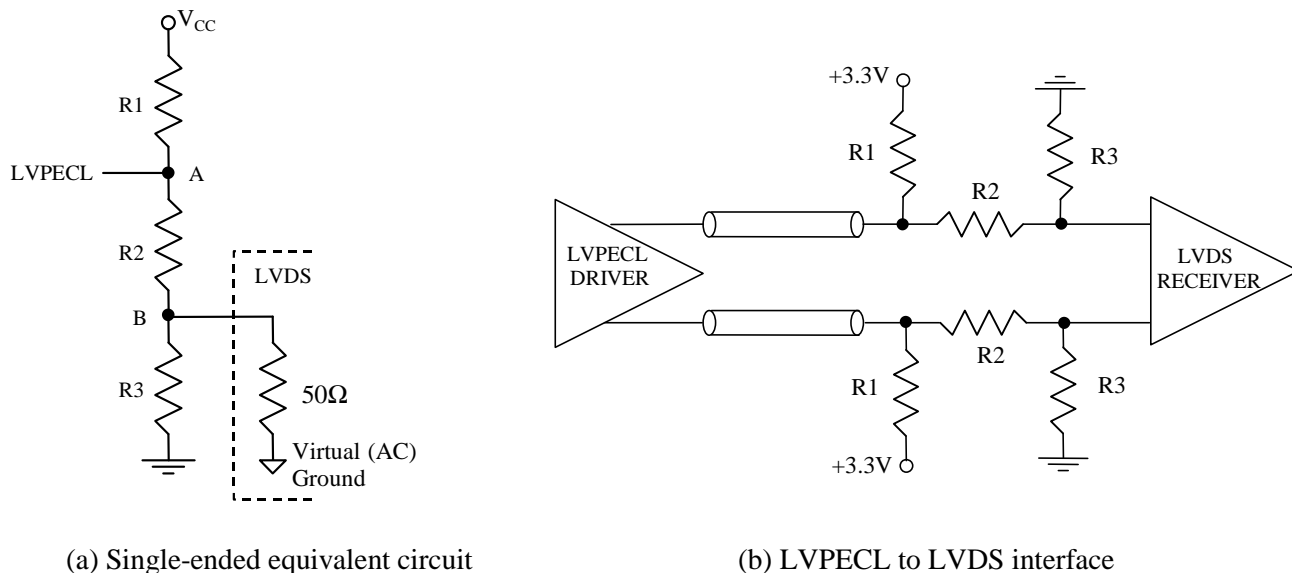 V_CC
R1
LVPECL
A
R2
LVDS
B
R3
50Ω
Virtual (AC)
Ground
(a) Single-ended equivalent circuit
+3.3V
R1
R3
R2
LVPECL
DRIVER
LVDS
RECEIVER
R2
R1
R3
+3.3V
(b) LVPECL to LVDS interface